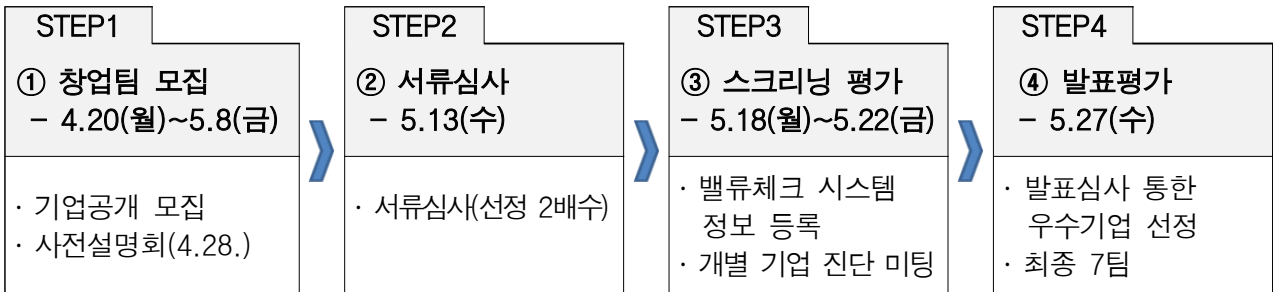 STEP1
① 창업팀 모집
- 4.20(월)~5.8(금)
· 기업공개 모집
· 사전설명회(4.28.)
STEP2
② 서류심사
- 5.13(수)
· 서류심사(선정 2배수)
STEP3
③ 스크리닝 평가
- 5.18(월)~5.22(금)
· 밸류체크 시스템
정보 등록
· 개별 기업 진단 미팅
STEP4
④ 발표평가
- 5.27(수)
· 발표심사 통한
우수기업 선정
· 최종 7팀